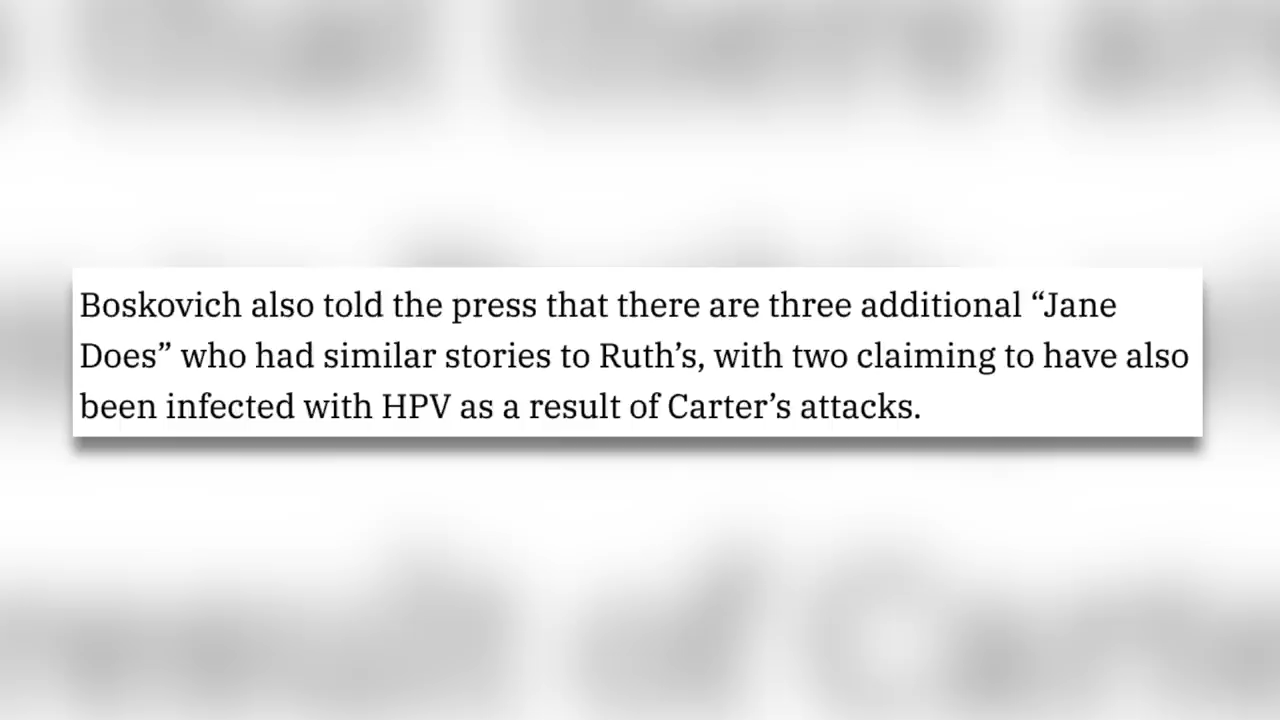 Boskovich also told the press that there are three additional “Jane
Does” who had similar stories to Ruth’s, with two claiming to have also
been infected with HPV as a result of Carter’s attacks.